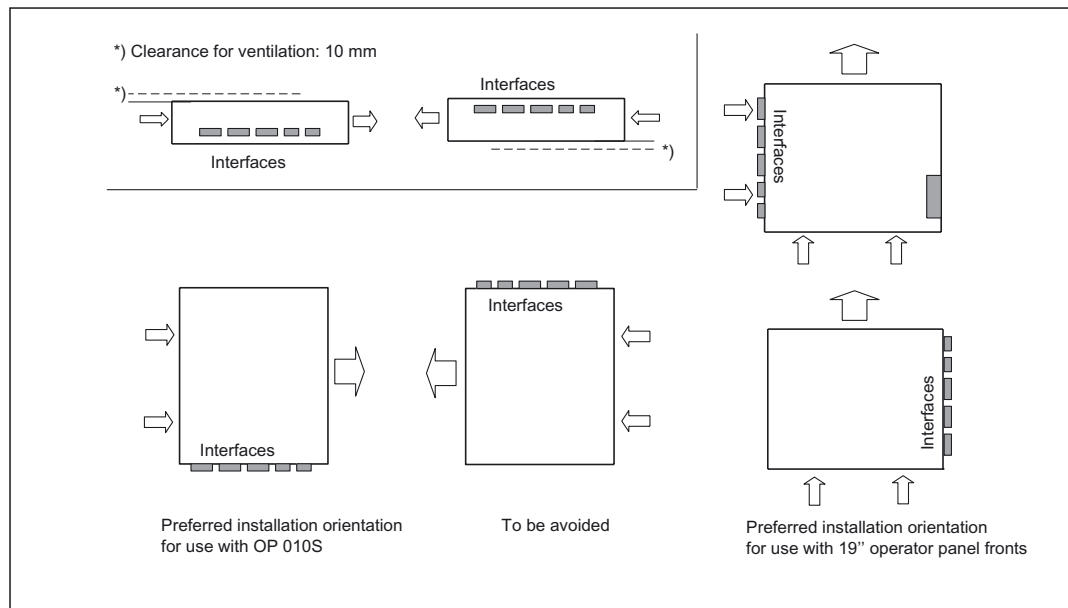 *) Clearance for ventilation: 10 mm
Interfaces
*)
Interfaces
*)
Interfaces
Interfaces
Interfaces
Interfaces
Interfaces
Preferred installation orientation
for use with OP 010S
To be avoided
Preferred installation orientation
for use with 19'' operator panel fronts